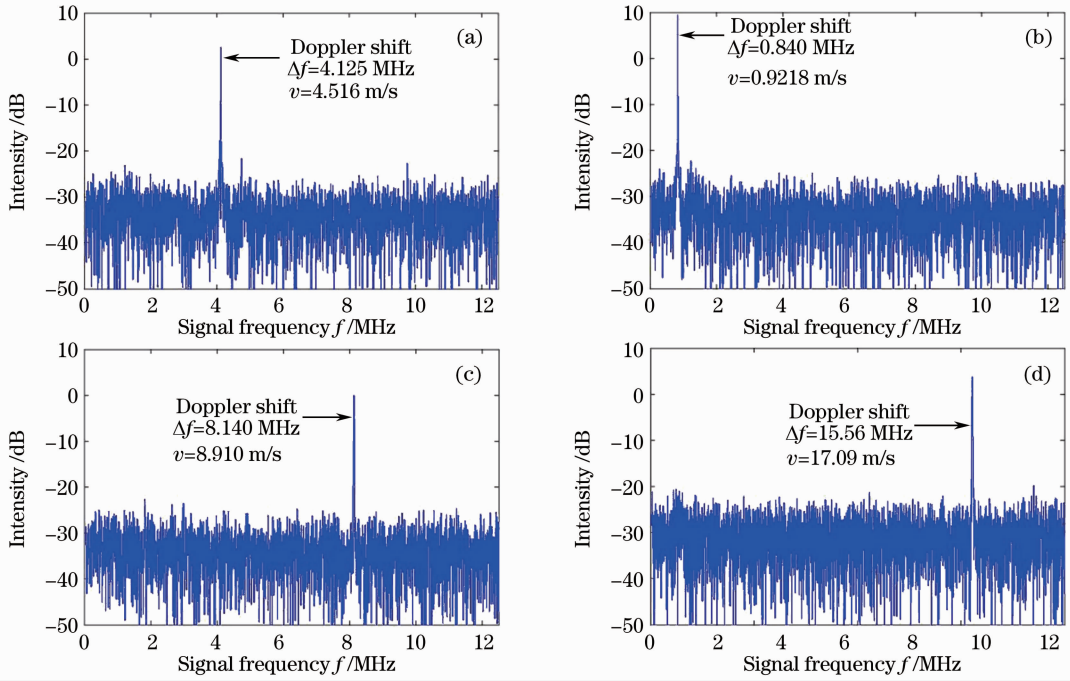 (a)
Doppler shift
Δf=4.125 MHz
v=4.516 m/s
Intensity /dB
10
0
−10
−20
−30
−40
−50
0 2 4 6 8 10 12
Signal frequency f /MHz
(b)
Doppler shift
Δf=0.840 MHz
v=0.9218 m/s
Intensity /dB
10
0
−10
−20
−30
−40
−50
0 2 4 6 8 10 12
Signal frequency f /MHz
(c)
Doppler shift
Δf=8.140 MHz
v=8.910 m/s
Intensity /dB
10
0
−10
−20
−30
−40
−50
0 2 4 6 8 10 12
Signal frequency f /MHz
(d)
Doppler shift
Δf=15.56 MHz
v=17.09 m/s
Intensity /dB
10
0
−10
−20
−30
−40
−50
0 2 4 6 8 10 12
Signal frequency f /MHz